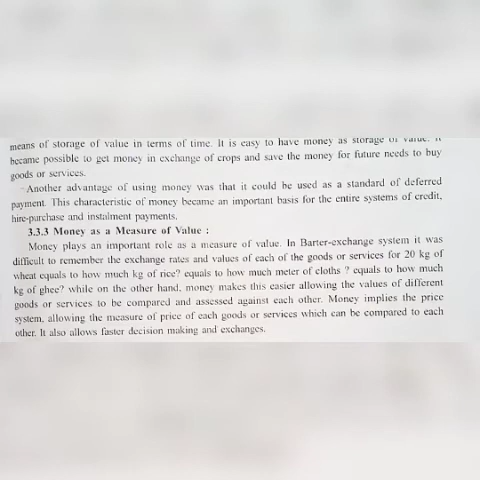 means of storage of value in terms of time. It is easy to have money as storage of value. It
became possible to get money in exchange of crops and save the money for future needs to buy
goods or services.
Another advantage of using money was that it could be used as a standard of deferred
payment. This characteristic of money became an important basis for the entire systems of credit,
hire-purchase and instalment payments.
3.3.3 Money as a Measure of Value :
Money plays an important role as a measure of value. In Barter-exchange system it was
difficult to remember the exchange rates and values of each of the goods or services for 20 kg of
wheat equals to how much kg of rice? equals to how much meter of cloths ? equals to how much
kg of ghee? while on the other hand, money makes this easier allowing the values of different
goods or services to be compared and assessed against each other. Money implies the price
system, allowing the measure of price of each goods or services which can be compared to each
other. It also allows faster decision making and exchanges.